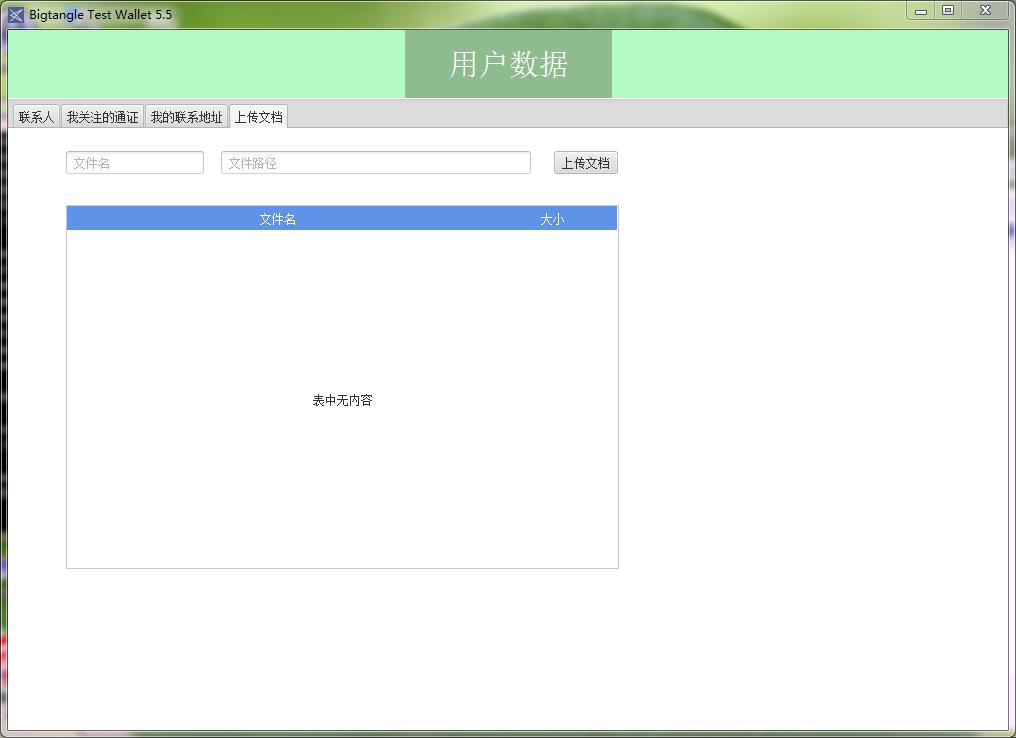 Bigtangle Test Wallet 5.5
用户数据
联系人 我关注的通证 我的联系地址 上传文档
文件名 文件路径 上传文档
文件名 大小
表中无内容